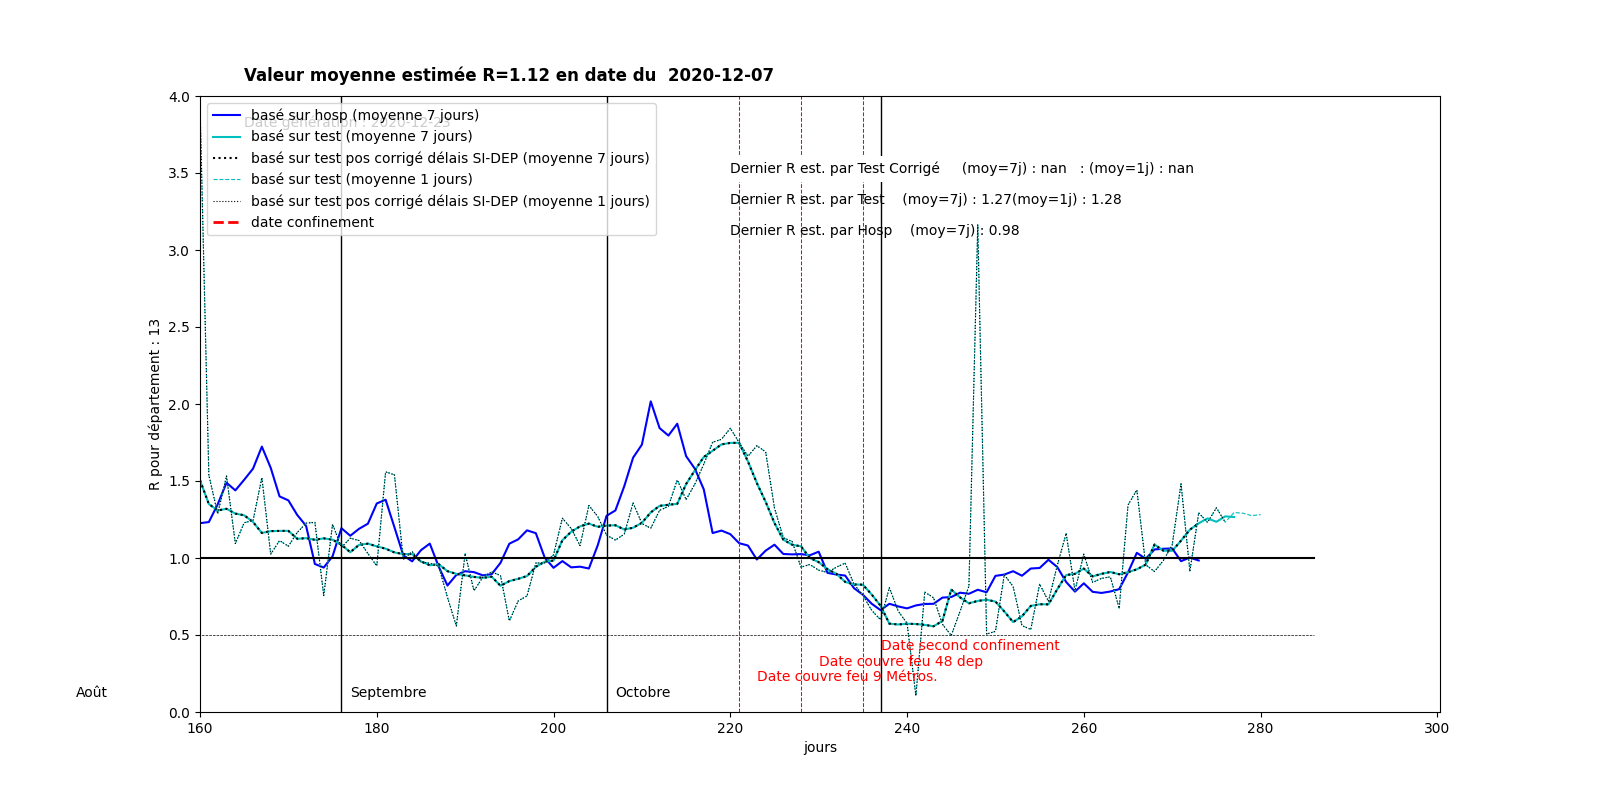 Valeur moyenne estimée R=1.12 en date du  2020-12-07
Date génération : 2020-12-23
basé sur hosp (moyenne 7 jours)
basé sur test (moyenne 7 jours)
basé sur test pos corrigé délais SI-DEP (moyenne 7 jours)
basé sur test (moyenne 1 jours)
basé sur test pos corrigé délais SI-DEP (moyenne 1 jours)
date confinement
Dernier R est. par Test Corrigé     (moy=7j) : nan   : (moy=1j) : nan
Dernier R est. par Test    (moy=7j) : 1.27(moy=1j) : 1.28
Dernier R est. par Hosp    (moy=7j) : 0.98
4.0
3.5
3.0
2.5
2.0
1.5
1.0
0.5
0.0
R pour département : 13
Date second confinement
Date couvre feu 48 dep
Date couvre feu 9 Métros.
Août
Septembre
Octobre
160
180
200
220
240
260
280
300
jours